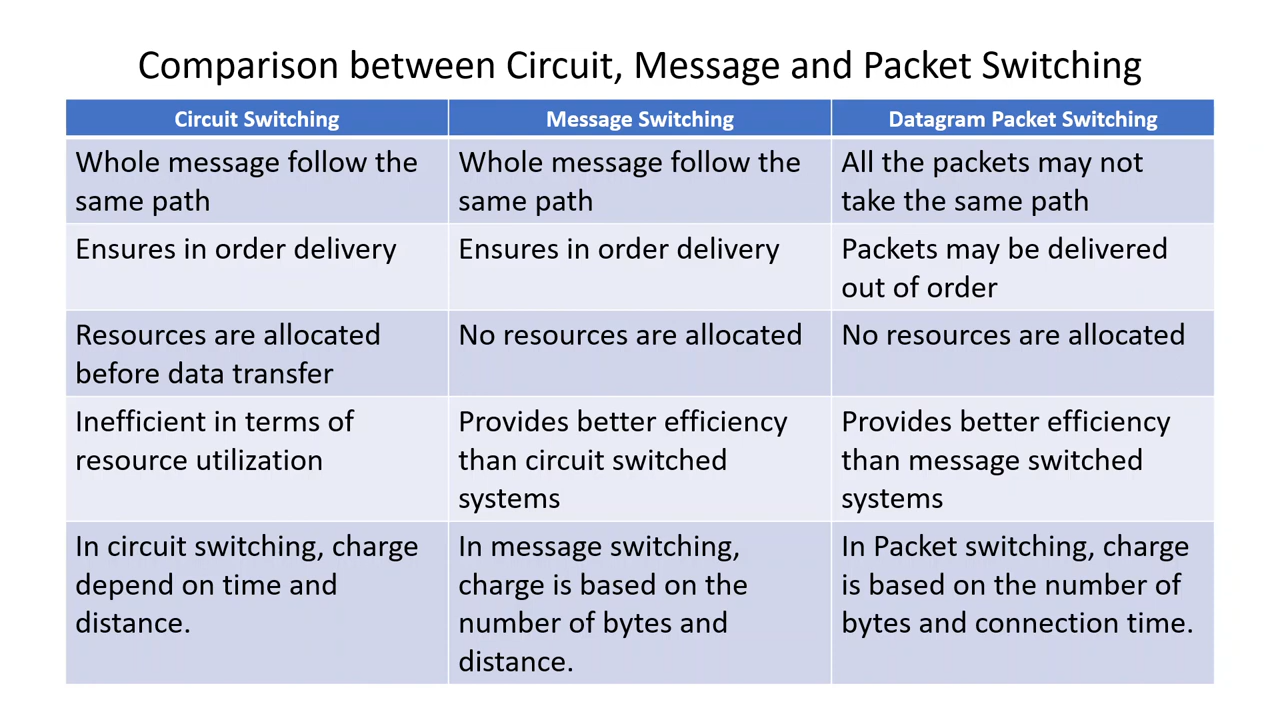 Comparison between Circuit, Message and Packet Switching
Circuit Switching
Message Switching
Datagram Packet Switching
Whole message follow the
same path
Whole message follow the
same path
All the packets may not
take the same path
Ensures in order delivery
Ensures in order delivery
Packets may be delivered
out of order
Resources are allocated
before data transfer
No resources are allocated
No resources are allocated
Inefficient in terms of
resource utilization
Provides better efficiency
than circuit switched
systems
Provides better efficiency
than message switched
systems
In circuit switching, charge
depend on time and
distance.
In message switching,
charge is based on the
number of bytes and
distance.
In Packet switching, charge
is based on the number of
bytes and connection time.